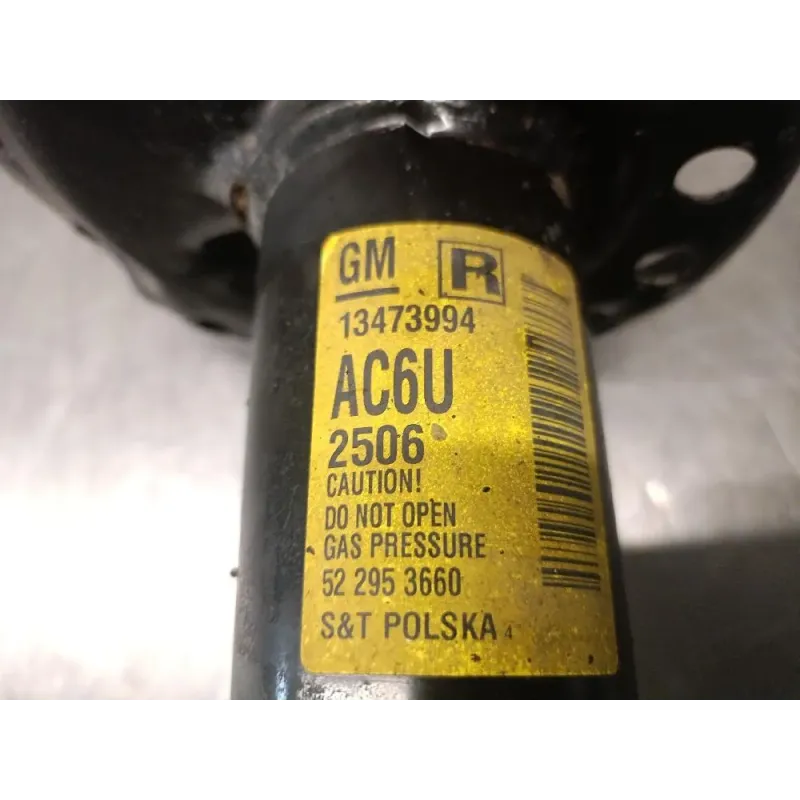 GM R
13473994
AC6U
2506
CAUTION!
DO NOT OPEN
GAS PRESSURE
52 295 3660
S&T POLSKA 4